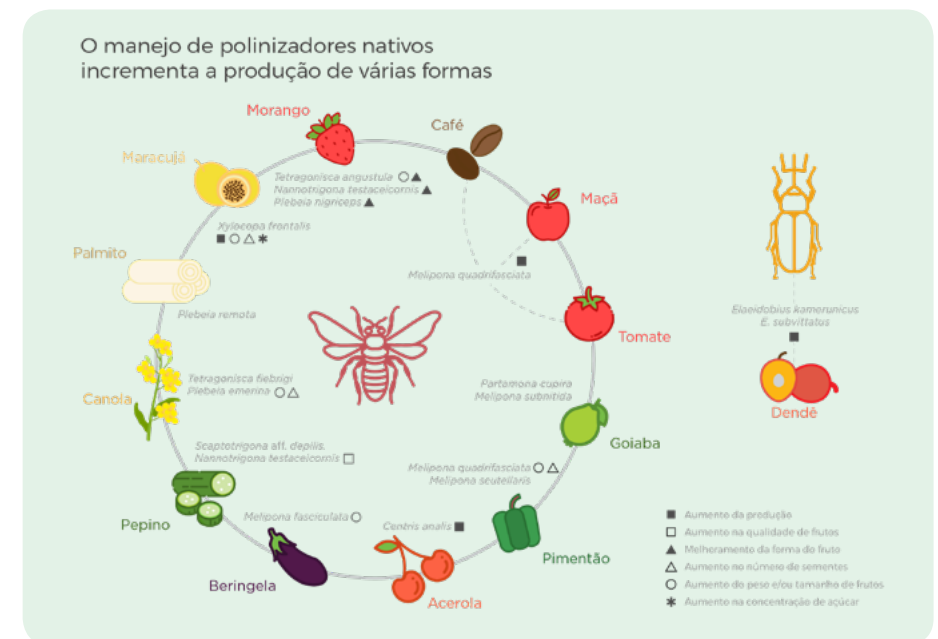 O manejo de polinizadores nativos
incrementa a produção de várias formas
Morango
Café
Maracujá
Tetragonisca angustula ○▲
Nannotrigona testaceicornis ▲
Plebeia nigriceps ▲
Maçã
Xylocopa frontalis
■ ○ △ ✱
Palmito
■
Melipona quadrifasciata
Plebeia remota
Tomate
Elaeidobius kamerunicus
E. subvittatus
■
Dendê
Canola
Tetragonisca fiebrigi
Plebeia emerina ○ △
Partamona cupira
Melipona subnitida
Goiaba
Scaptotrigona aff. depilis.
Nannotrigona testaceicornis □
Melipona quadrifasciata ○ △
Melipona scutellaris
Pepino
Melipona fasciculata ○
Centris analis ■
Pimentão
Beringela
Acerola
■ Aumento da produção
□ Aumento na qualidade de frutos
▲ Melhoramento da forma do fruto
△ Aumento no número de sementes
○ Aumento do peso e/ou tamanho de frutos
✱ Aumento na concentração de açúcar